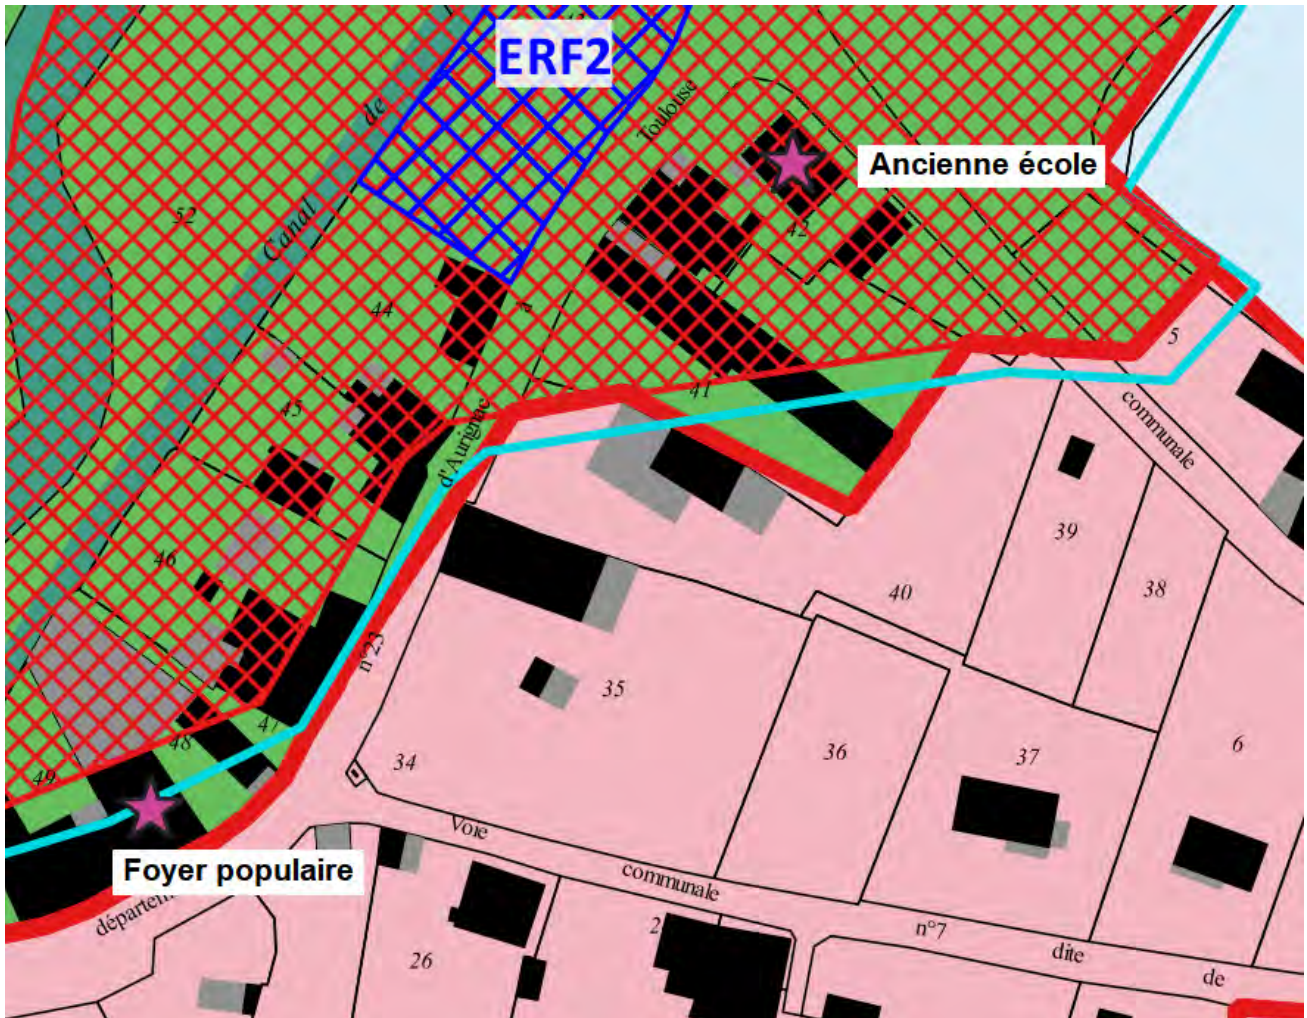 ERF2
de
Toulouse
Ancienne école
52
Canal
42
44
à
5
41
45
d'Aurignac
communale
39
46
38
40
n°23
35
47
48
36
37
6
49
34
Voie
Foyer populaire
communale
départem
2
n°7
26
dite
de